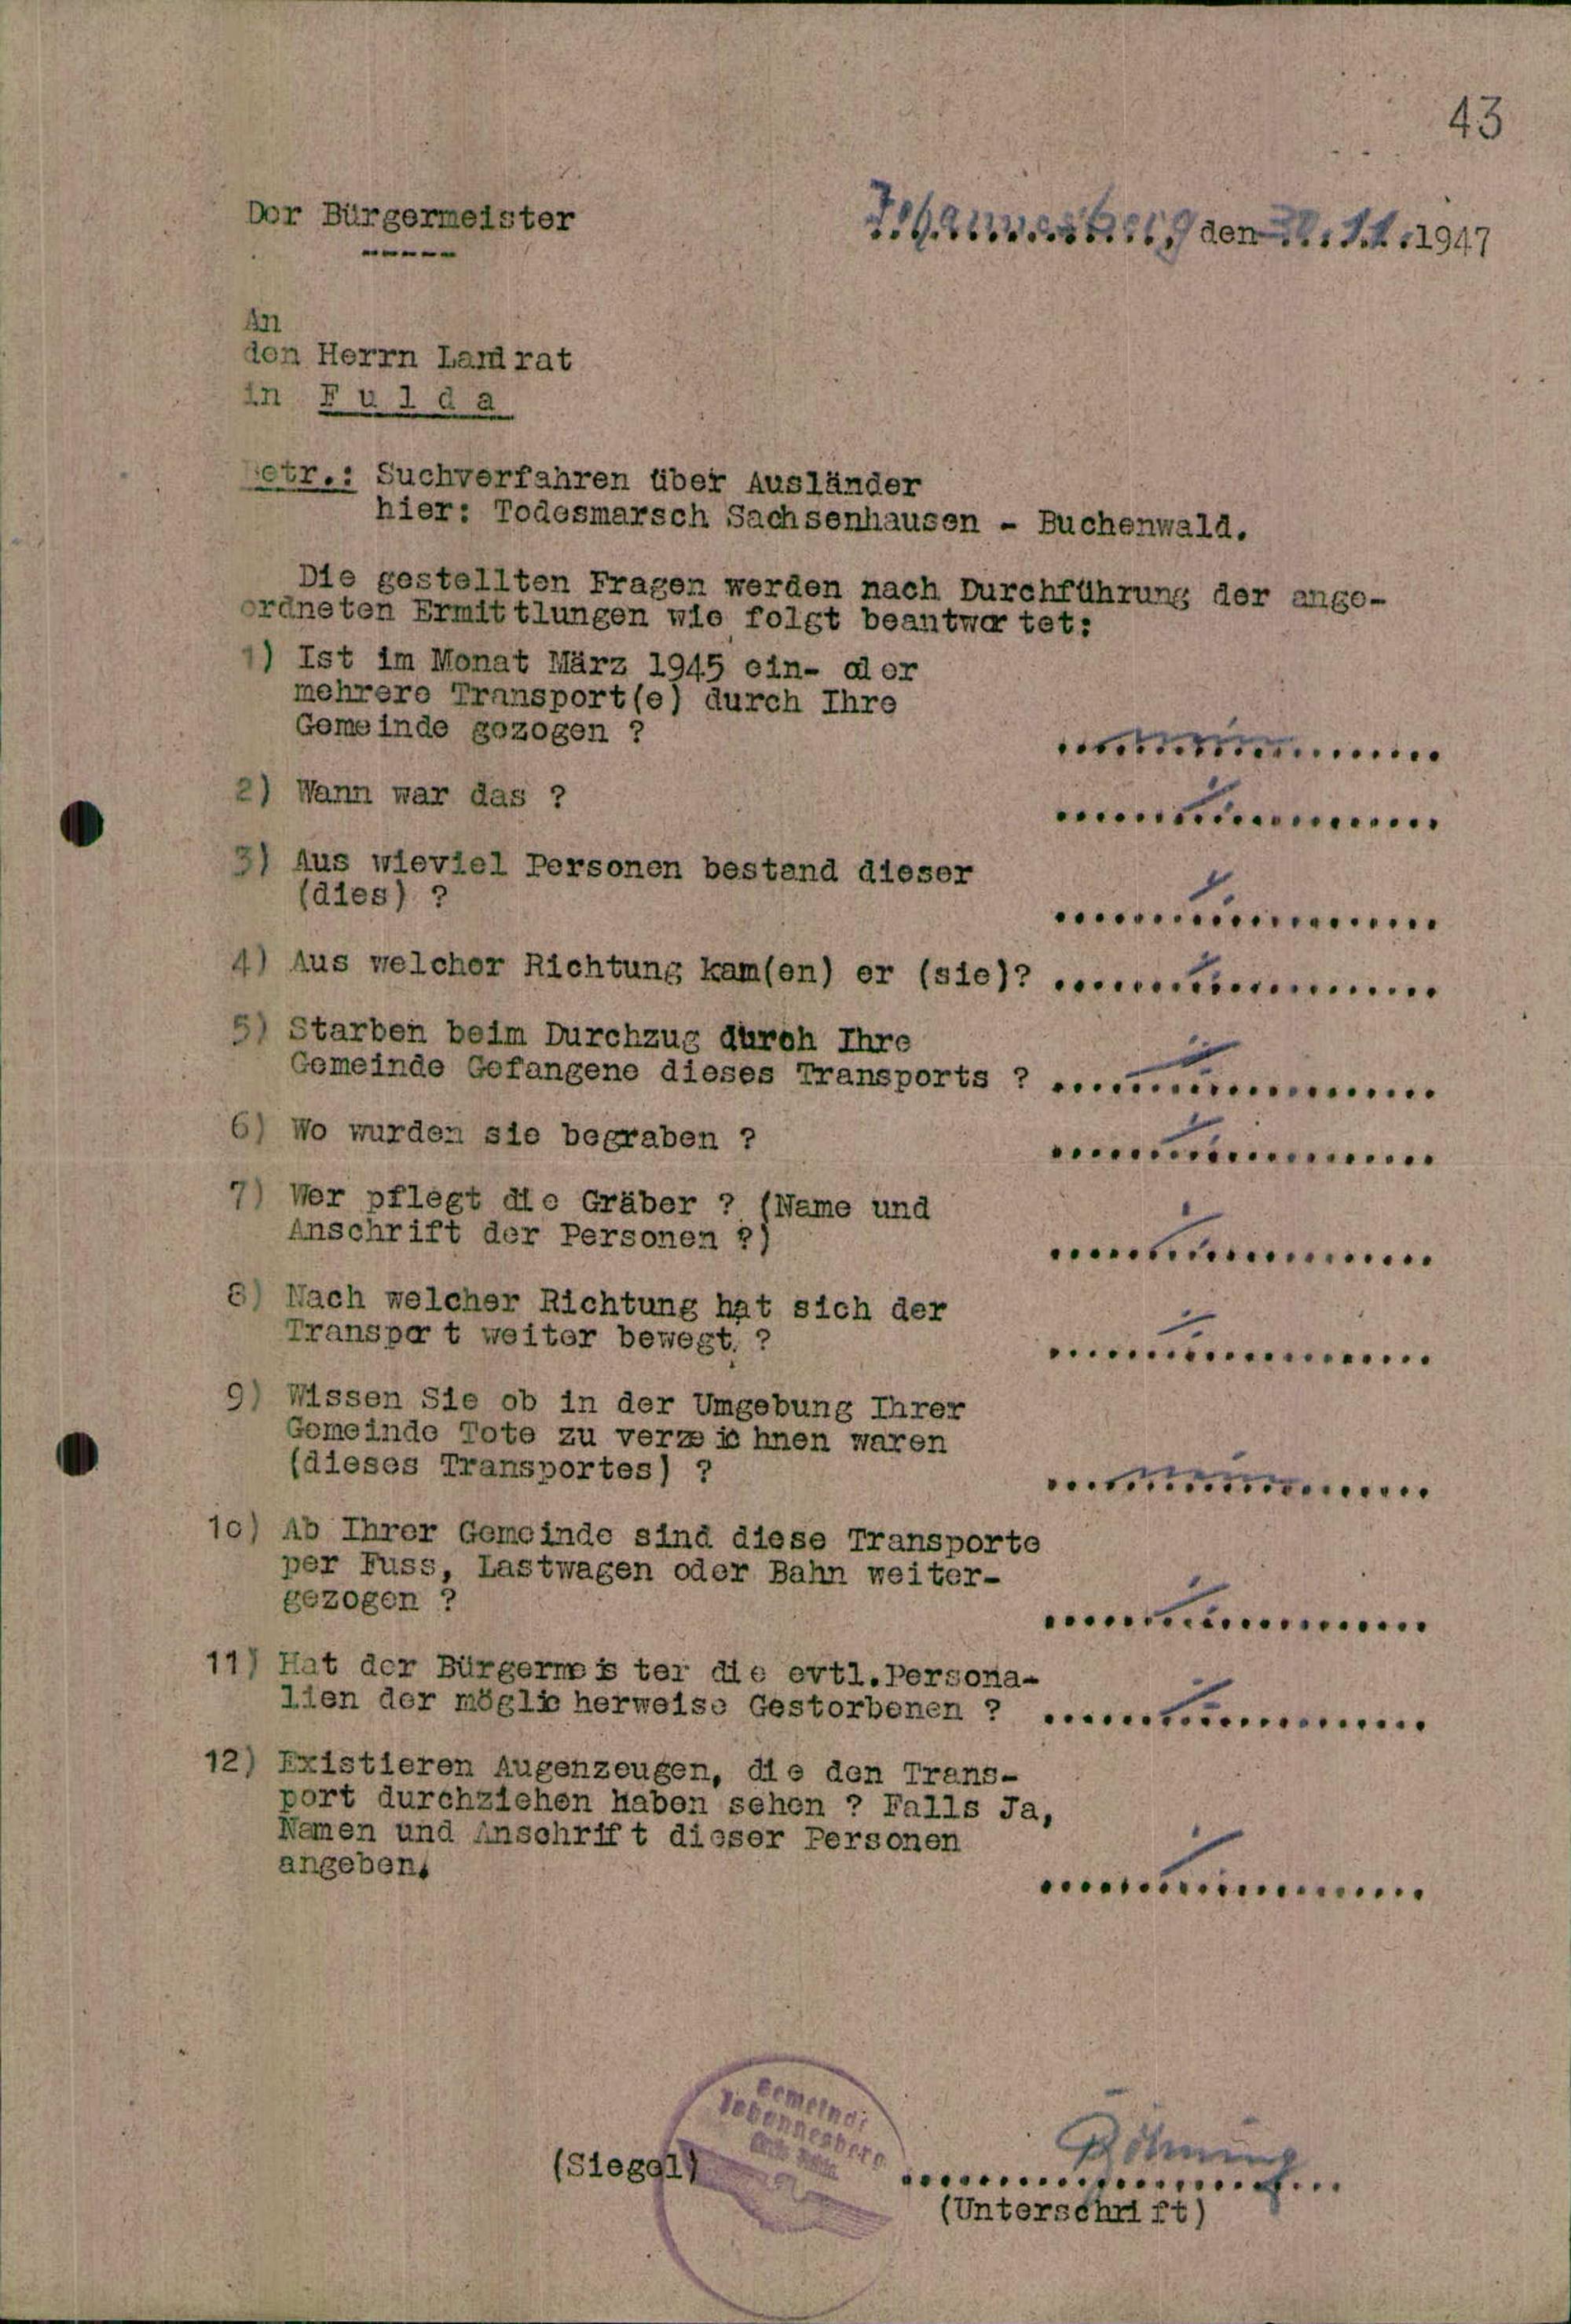 43
Der Bürgermeister
Johannesberg, den .11.1947
An
den Herrn Landrat
in Fulda
Betr.: Suchverfahren über Ausländer
hier: Todesmarsch Sachsenhausen - Buchenwald.
Die gestellten Fragen werden nach Durchführung der ange-
ordneten Ermittlungen wie folgt beantwortet:
1) Ist im Monat März 1945 ein- oder
mehrere Transport(e) durch Ihre
Gemeinde gezogen ?
nein
2) Wann war das ?
3) Aus wieviel Personen bestand dieser
(dies) ?
4) Aus welcher Richtung kam(en) er (sie)?
5) Starben beim Durchzug durch Ihre
Gemeinde Gefangene dieses Transports ?
6) Wo wurden sie begraben ?
7) Wer pflegt die Gräber ? (Name und
Anschrift der Personen ?)
8) Nach welcher Richtung hat sich der
Transport weiter bewegt. ?
9) Wissen Sie ob in der Umgebung Ihrer
Gemeinde Tote zu verzeichnen waren
(dieses Transportes) ?
nein
10) Ab Ihrer Gemeinde sind diese Transporte
per Fuss, Lastwagen oder Bahn weiter-
gezogen ?
11) Hat der Bürgermeister die evtl.Persona-
lien der möglicherweise Gestorbenen ?
12) Existieren Augenzeugen, die den Trans-
port durchziehen haben sehen ? Falls Ja,
Namen und Anschrift dieser Personen
angeben.
Gemeinde
Johannesberg
(Siegel)
(Unterschrift)